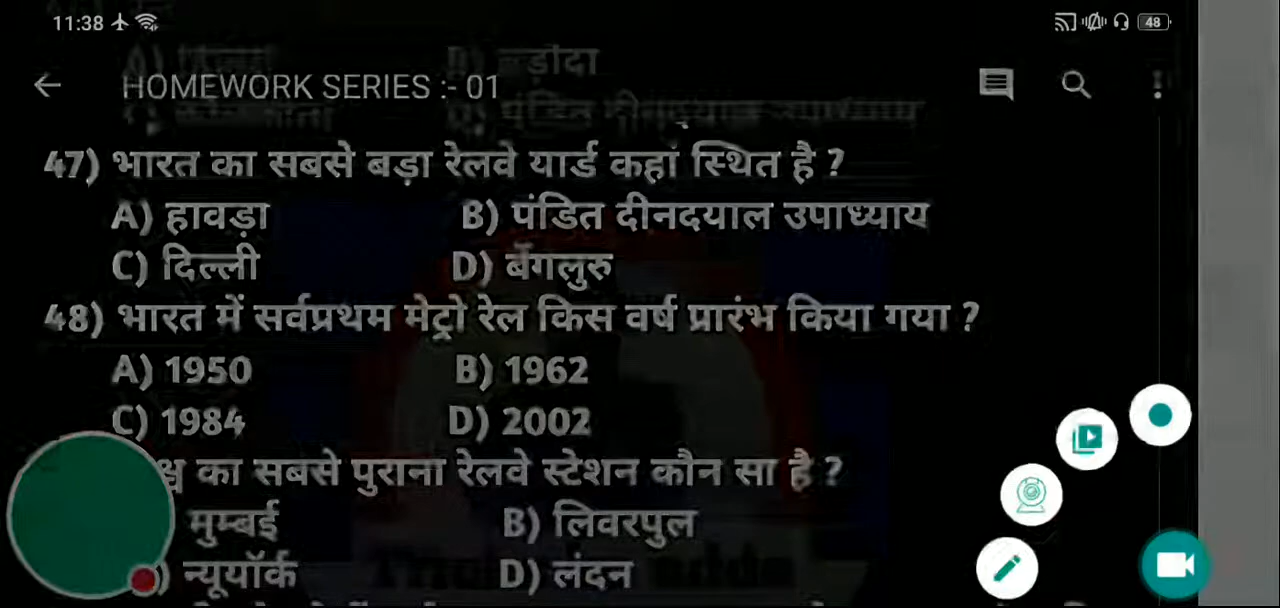 11:38
48
बड़ौदा
HOMEWORK SERIES :- 01
47) भारत का सबसे बड़ा रेलवे यार्ड कहां स्थित है ?
A) हावड़ा B) पंडित दीनदयाल उपाध्याय
C) दिल्ली D) बेंगलुरु
48) भारत में सर्वप्रथम मेट्रो रेल किस वर्ष प्रारंभ किया गया ?
A) 1950 B) 1962
C) 1984 D) 2002
का सबसे पुराना रेलवे स्टेशन कौन सा है ?
मुम्बई B) लिवरपुल
) न्यूयॉर्क D) लंदन